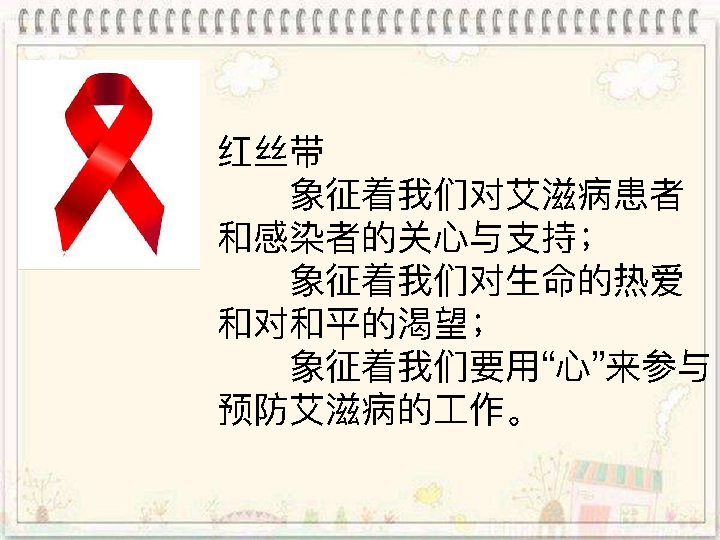 红丝带
象征着我们对艾滋病患者
和感染者的关心与支持；
象征着我们对生命的热爱
和对和平的渴望；
象征着我们要用“心”来参与
预防艾滋病的工作。